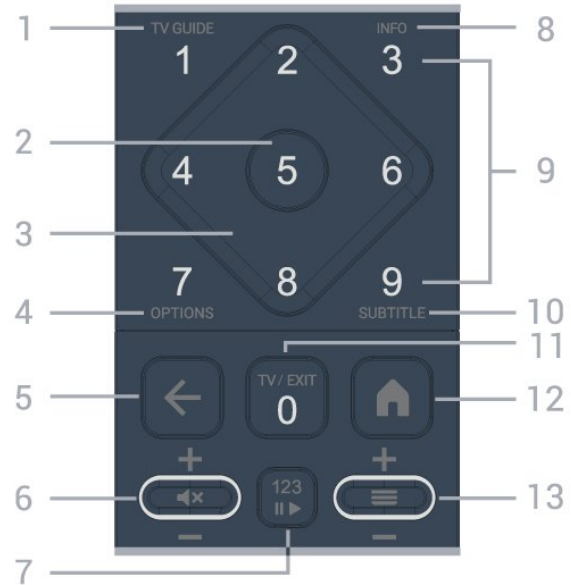 1 TV GUIDE INFO 8
1 2 3
2
4 5 6 9
3
7 8 9
4 OPTIONS SUBTITLE 10
11
5 TV / EXIT 12
0
+ +
6 13
123
− −
7